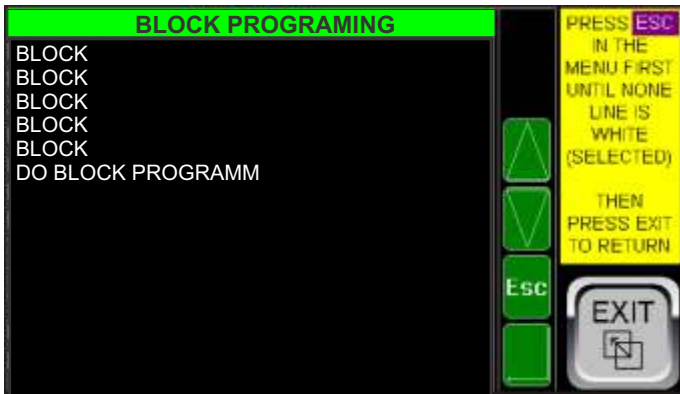 BLOCK PROGRAMING
BLOCK
BLOCK
BLOCK
BLOCK
BLOCK
DO BLOCK PROGRAMM
Esc
PRESS ESC
IN THE
MENU FIRST
UNTIL NONE
LINE IS
WHITE
(SELECTED)
THEN
PRESS EXIT
TO RETURN
EXIT